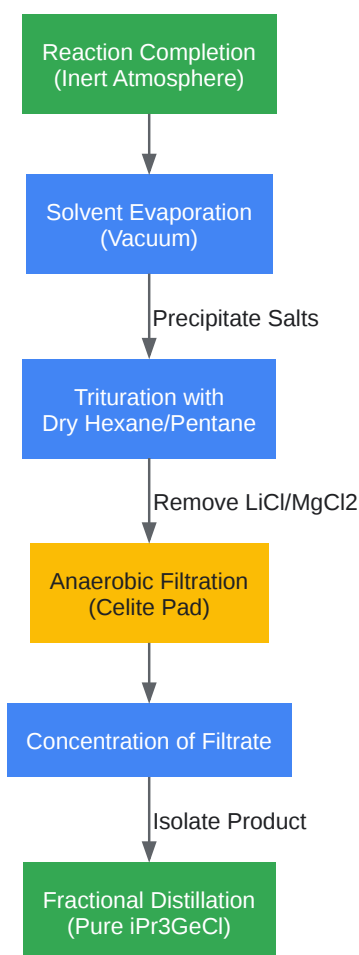 Reaction Completion
(Inert Atmosphere)
Solvent Evaporation
(Vacuum)
Precipitate Salts
Trituration with
Dry Hexane/Pentane
Remove LiCl/MgCl2
Anaerobic Filtration
(Celite Pad)
Concentration of Filtrate
Isolate Product
Fractional Distillation
(Pure iPr3GeCl)